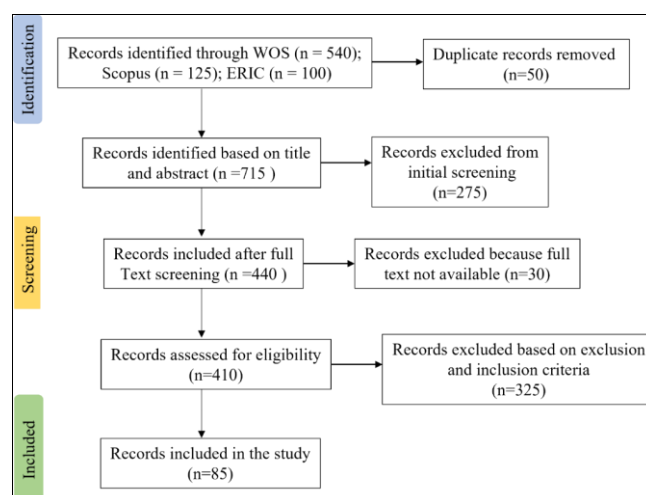 Identification
Records identified through WOS (n = 540);
Scopus (n = 125); ERIC (n = 100)
Duplicate records removed
(n=50)
Records identified based on title
and abstract (n =715 )
Records excluded from
initial screening
(n=275)
Screening
Records included after full
Text screening (n =440 )
Records excluded because full
text not available (n=30)
Records assessed for eligibility
(n=410)
Records excluded based on exclusion
and inclusion criteria
(n=325)
Included
Records included in the study
(n=85)